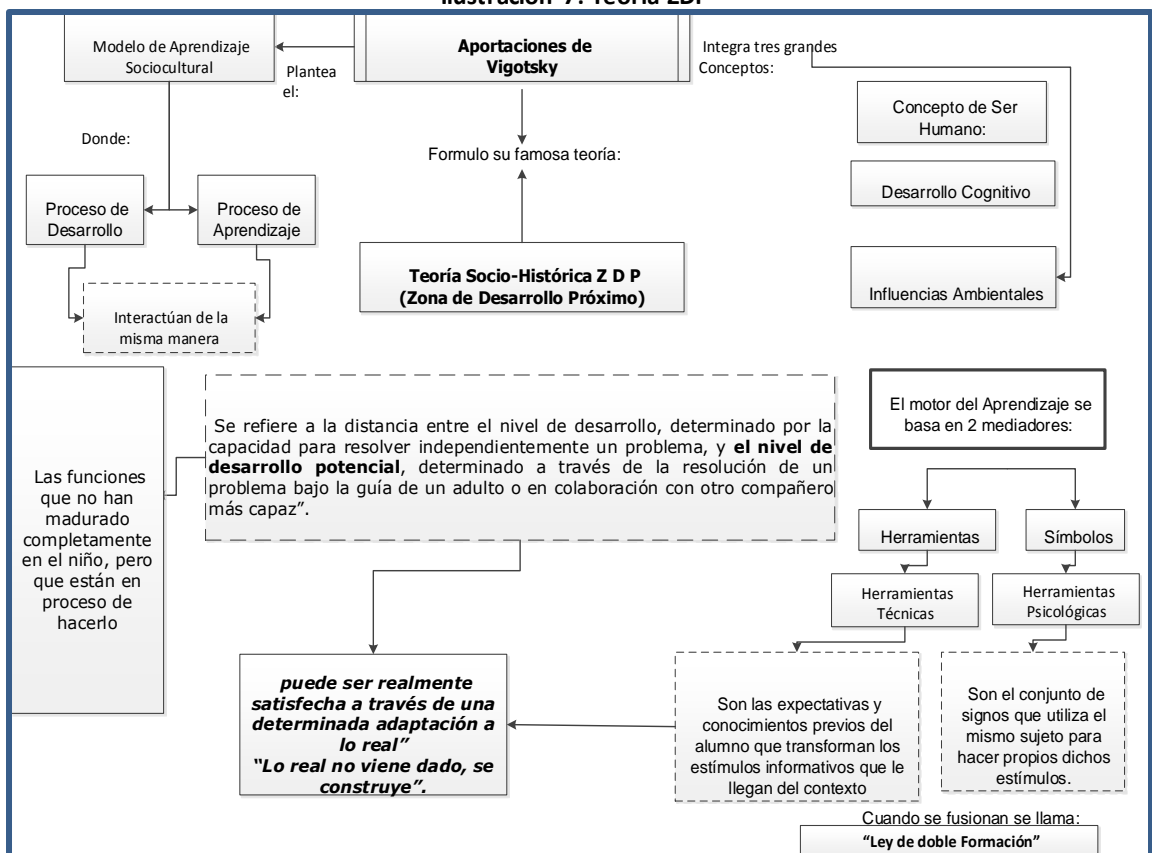 Ilustración 7. Teoría ZDP
Modelo de Aprendizaje
Sociocultural
Plantea
el:
Aportaciones de
Vigotsky
Integra tres grandes
Conceptos:
Concepto de Ser
Humano:
Donde:
Formulo su famosa teoría:
Desarrollo Cognitivo
Proceso de
Desarrollo
Proceso de
Aprendizaje
Teoría Socio-Histórica Z D P
(Zona de Desarrollo Próximo)
Influencias Ambientales
Interactúan de la
misma manera
Las funciones
que no han
madurado
completamente
en el niño, pero
que están en
proceso de
hacerlo
Se refiere a la distancia entre el nivel de desarrollo, determinado por la
capacidad para resolver independientemente un problema, y el nivel de
desarrollo potencial, determinado a través de la resolución de un
problema bajo la guía de un adulto o en colaboración con otro compañero
más capaz”.
El motor del Aprendizaje se
basa en 2 mediadores:
Herramientas
Símbolos
Herramientas
Técnicas
Herramientas
Psicológicas
puede ser realmente
satisfecha a través de una
determinada adaptación a
lo real”
“Lo real no viene dado, se
construye”.
Son las expectativas y
conocimientos previos del
alumno que transforman los
estímulos informativos que le
llegan del contexto
Son el conjunto de
signos que utiliza el
mismo sujeto para
hacer propios dichos
estímulos.
Cuando se fusionan se llama:
“Ley de doble Formación”